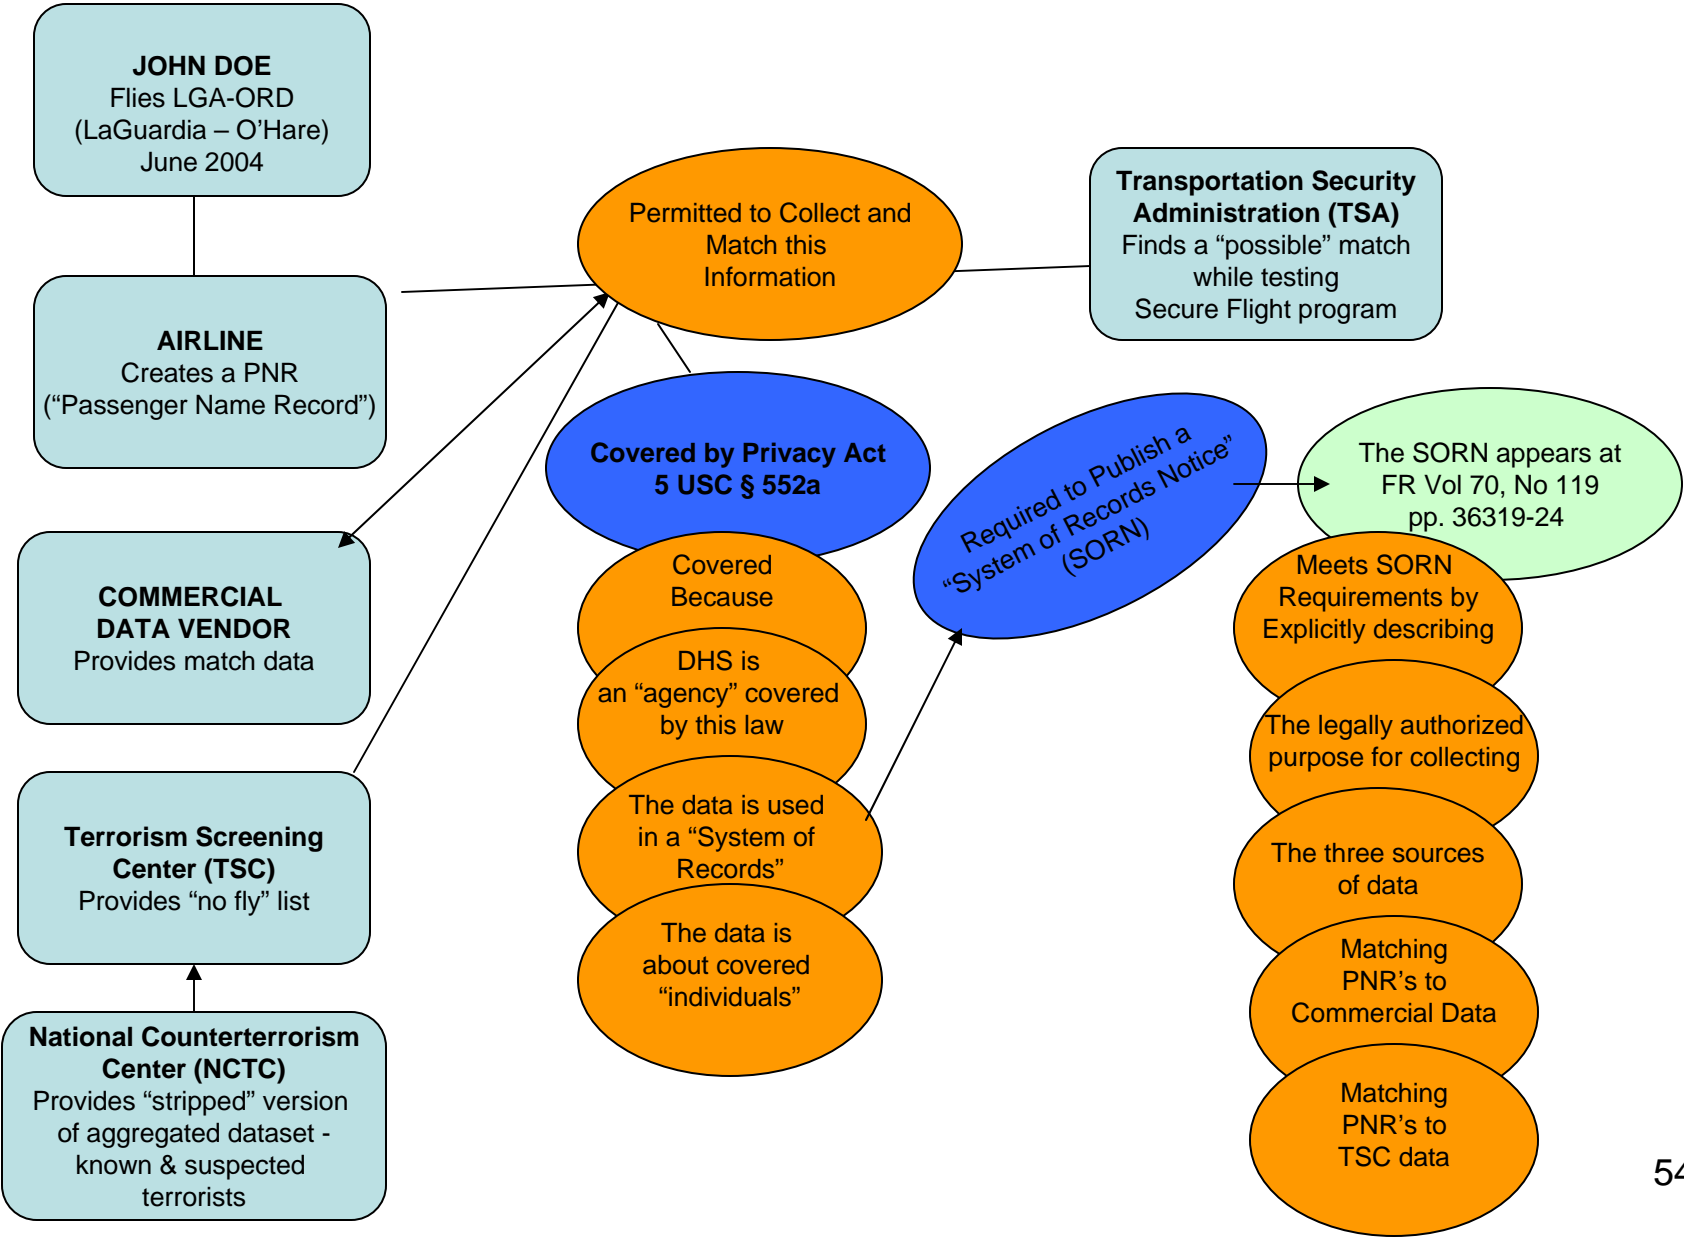 JOHN DOE
Flies LGA-ORD
(LaGuardia – O’Hare)
June 2004
AIRLINE
Creates a PNR
(“Passenger Name Record”)
COMMERCIAL
DATA VENDOR
Provides match data
Terrorism Screening
Center (TSC)
Provides “no fly” list
National Counterterrorism
Center (NCTC)
Provides “stripped” version
of aggregated dataset -
known & suspected
terrorists
Permitted to Collect and
Match this
Information
Transportation Security
Administration (TSA)
Finds a “possible” match
while testing
Secure Flight program
Covered by Privacy Act
5 USC § 552a
Covered
Because
DHS is
an “agency” covered
by this law
The data is used
in a “System of
Records”
The data is
about covered
“individuals”
Required to Publish a
“System of Records Notice”
(SORN)
The SORN appears at
FR Vol 70, No 119
pp. 36319-24
Meets SORN
Requirements by
Explicitly describing
The legally authorized
purpose for collecting
The three sources
of data
Matching
PNR’s to
Commercial Data
Matching
PNR’s to
TSC data
54